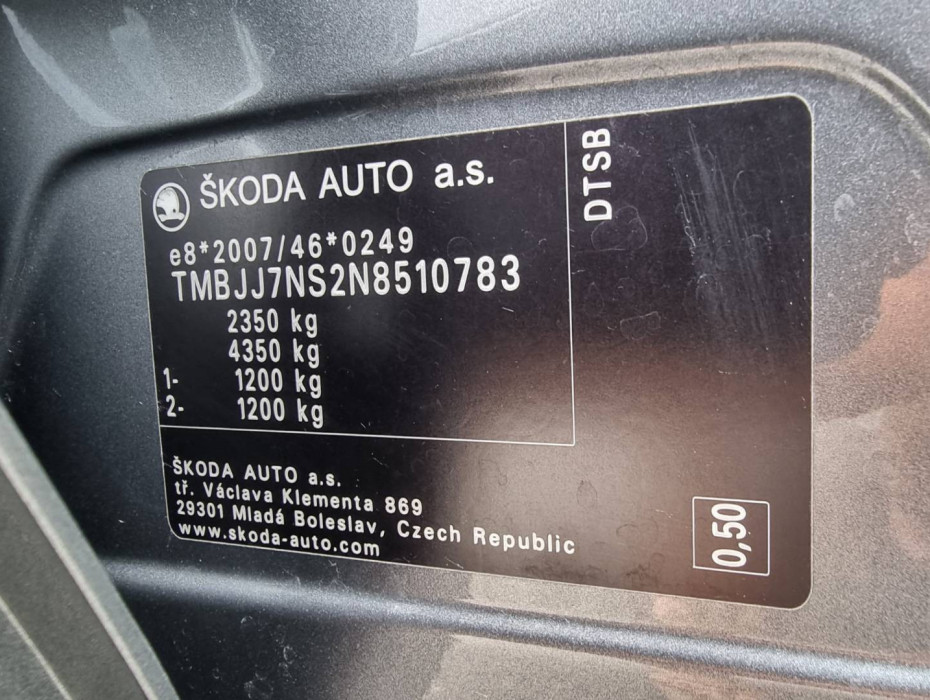 ŠKODA AUTO a.s.
e8*2007/46*0249
TMBJJ7NS2N8510783
2350 kg
4350 kg
1- 1200 kg
2- 1200 kg
DTSB
ŠKODA AUTO a.s.
tř. Václava Klementa 869
29301 Mladá Boleslav, Czech Republic
www.skoda-auto.com
0,50